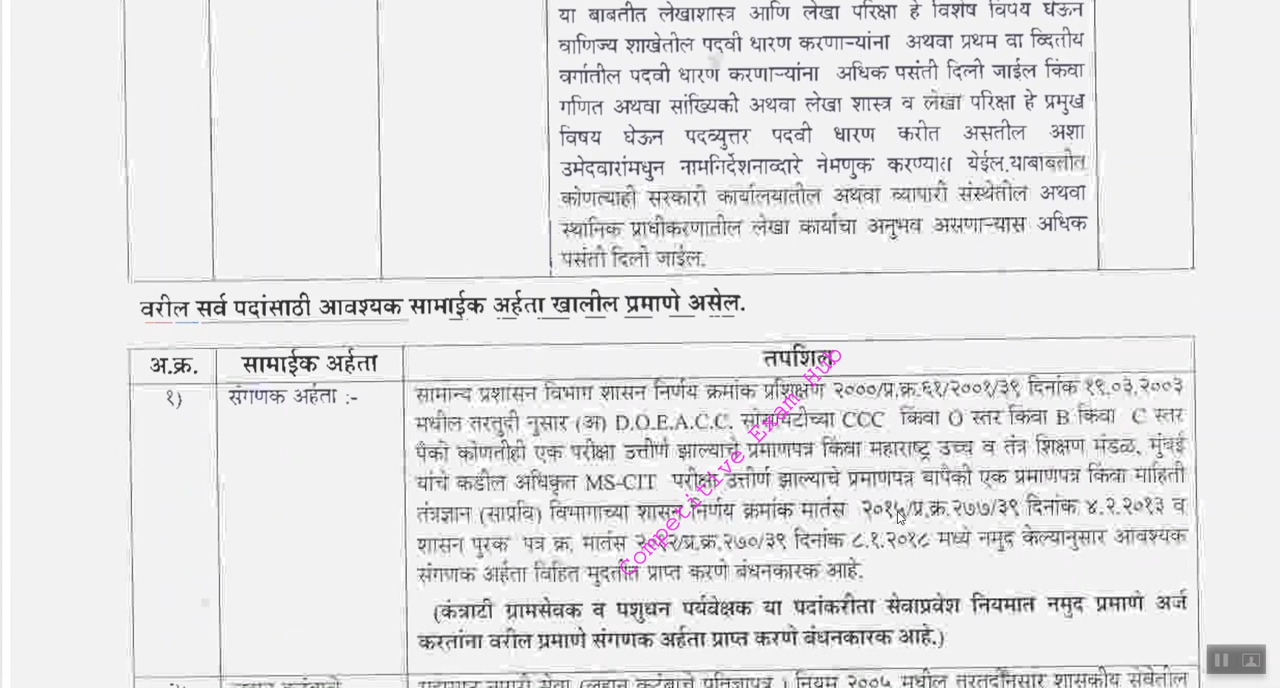 या बाबतीत लेखाशास्त्र आणि लेखा परिक्षा हे विशेष विषय घेऊन
वाणिज्य शाखेतील पदवी धारण करणाऱ्यांना अथवा प्रथम वा व्दितीय
वर्गातील पदवी धारण करणाऱ्यांना अधिक पसंती दिली जाईल किंवा
गणित अथवा सांख्यिकी अथवा लेखा शास्त्र व लेखा परिक्षा हे प्रमुख
विषय घेऊन पदव्युत्तर पदवी धारण करीत असतील अशा
उमेदवारांमधुन नामनिर्देशनाव्दारे नेमणुक करण्यात येईल.याबाबतीत
कोणत्याही सरकारी कार्यालयातील अथवा व्यापारी संस्थेतील अथवा
स्थानिक प्राधीकरणातील लेखा कार्याचा अनुभव असणाऱ्यास अधिक
पसंती दिली जाईल.
वरील सर्व पदांसाठी आवश्यक सामाईक अर्हता खालील प्रमाणे असेल.
अ.क्र. सामाईक अर्हता तपशिल
१) संगणक अर्हता :- सामान्य प्रशासन विभाग शासन निर्णय क्रमांक प्रशिक्षण २०००/प्र.क्र.६१/२००१/३९ दिनांक १९.०३.२००३
मधील तरतुदी नुसार (अ) D.O.E.A.C.C. सोसायटीच्या CCC किंवा O स्तर किंवा B किंवा C स्तर
पैकी कोणतीही एक परीक्षा उत्तीर्ण झाल्याचे प्रमाणपत्र किंवा महाराष्ट्र उच्च व तंत्र शिक्षण मंडळ, मुंबई
यांचे कडील अधिकृत MS-CIT परीक्षा उत्तीर्ण झाल्याचे प्रमाणपत्र यापैकी एक प्रमाणपत्र किंवा माहिती
तंत्रज्ञान (साप्रवि) विभागाच्या शासन निर्णय क्रमांक मातंस /प्र.क्र.२७७/३९ दिनांक ४.२.२०१३ व
शासन पुरक पत्र क्र. मातंस २०१२/प्र.क्र.२७०/३९ दिनांक ८.१.२०१८ मध्ये नमुद केल्यानुसार आवश्यक
संगणक अर्हता विहित मुदतीत प्राप्त करणे बंधनकारक आहे.
(कंत्राटी ग्रामसेवक व पशुधन पर्यवेक्षक या पदांकरीता सेवाप्रवेश नियमात नमुद प्रमाणे अर्ज
करतांना वरील प्रमाणे संगणक अर्हता प्राप्त करणे बंधनकारक आहे.)
Competitive Exam Hub